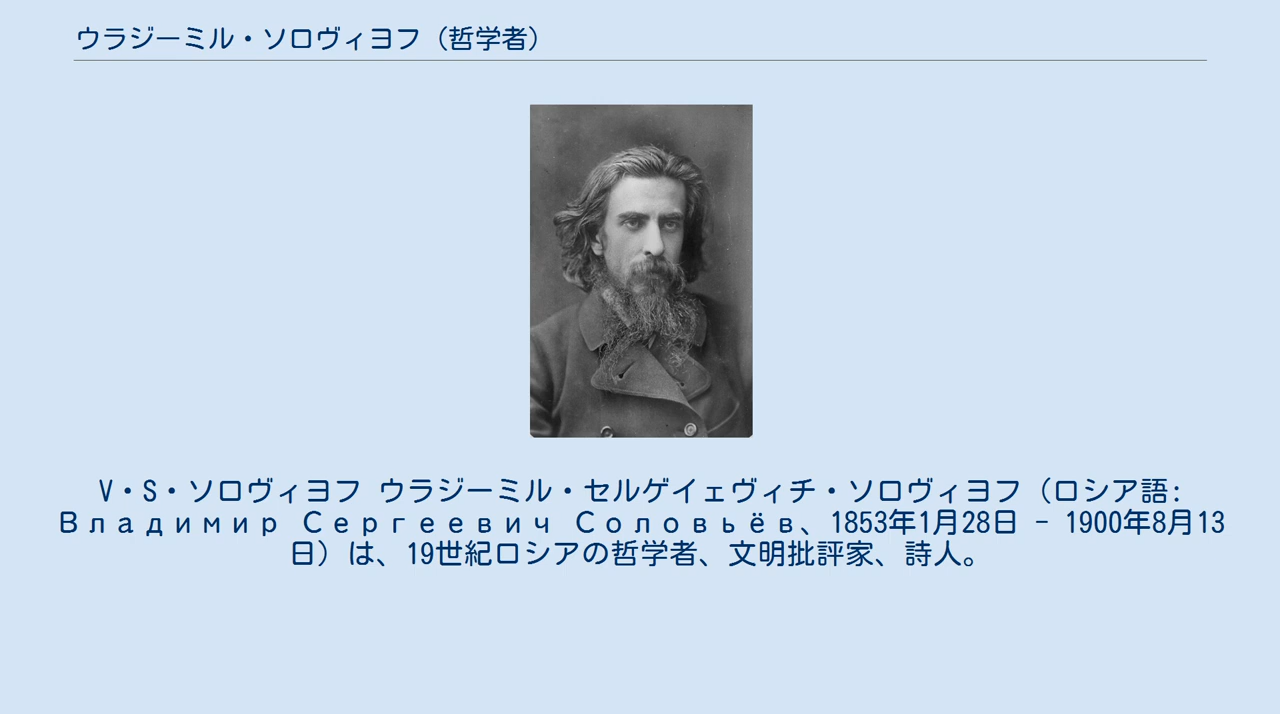 ウラジーミル・ソロヴィヨフ（哲学者）
V・S・ソロヴィヨフ ウラジーミル・セルゲイェヴィチ・ソロヴィヨフ（ロシア語:
Владимир Сергеевич Соловьёв、1853年1月28日 - 1900年8月13
日）は、19世紀ロシアの哲学者、文明批評家、詩人。